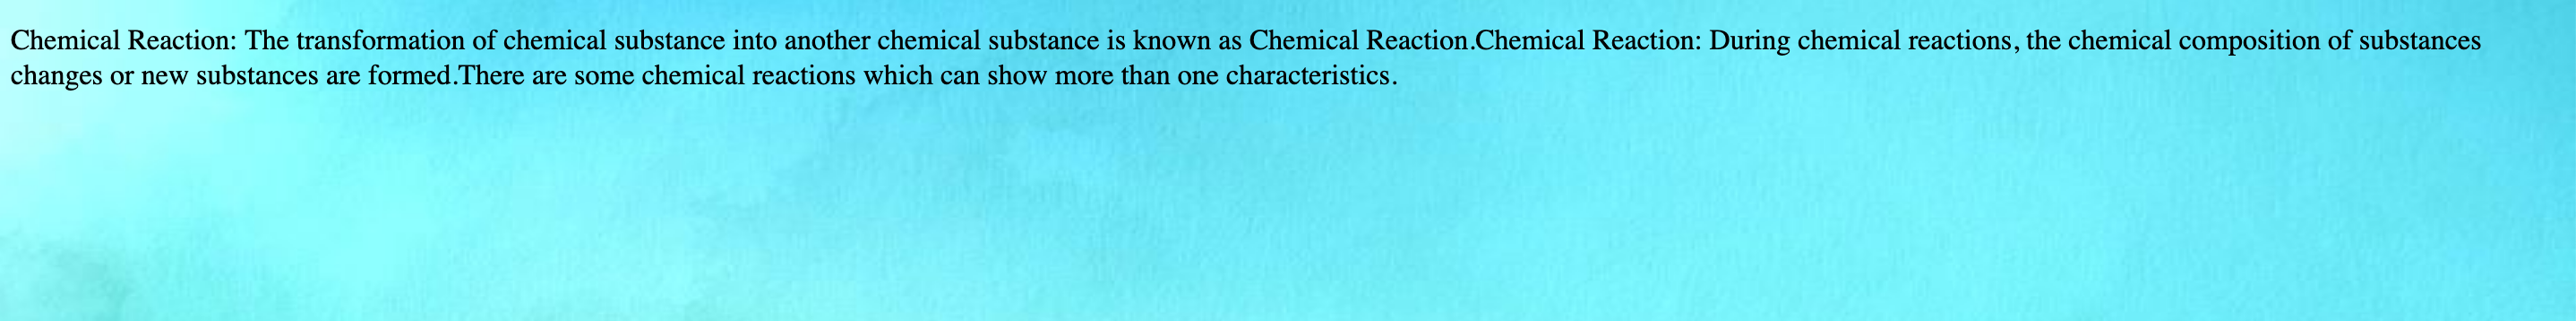 Chemical Reaction: The transformation of chemical substance into another chemical substance is known as Chemical Reaction.Chemical Reaction: During chemical reactions, the chemical composition of substances
changes or new substances are formed.There are some chemical reactions which can show more than one characteristics.